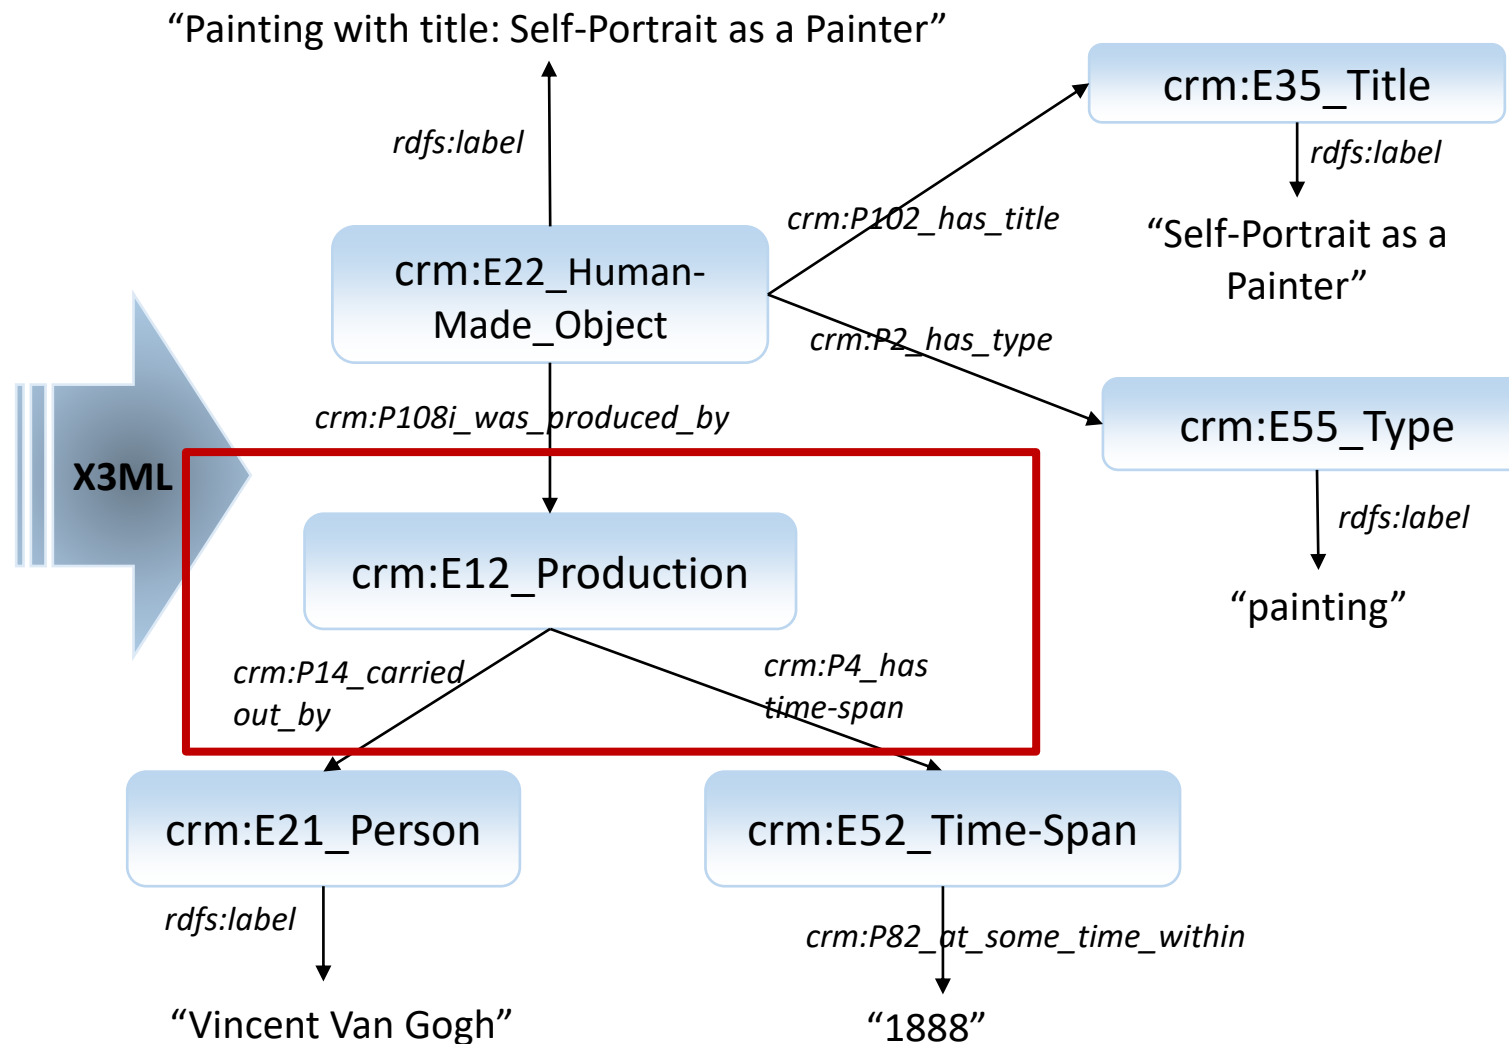 “Painting with title: Self-Portrait as a Painter”
crm:E35_Title
rdfs:label
rdfs:label
crm:P102_has_title
“Self-Portrait as a
Painter”
crm:E22_Human-
Made_Object
crm:P2_has_type
crm:P108i_was_produced_by
crm:E55_Type
X3ML
rdfs:label
crm:E12_Production
“painting”
crm:P14_carried
out_by
crm:P4_has
time-span
crm:E21_Person
crm:E52_Time-Span
rdfs:label
crm:P82_at_some_time_within
“Vincent Van Gogh”
“1888”